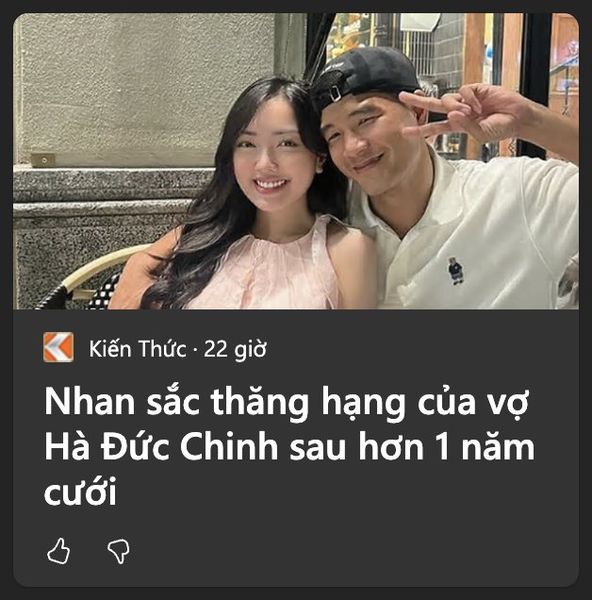 Kiến Thức · 22 giờ
Nhan sắc thăng hạng của vợ
Hà Đức Chinh sau hơn 1 năm
cưới